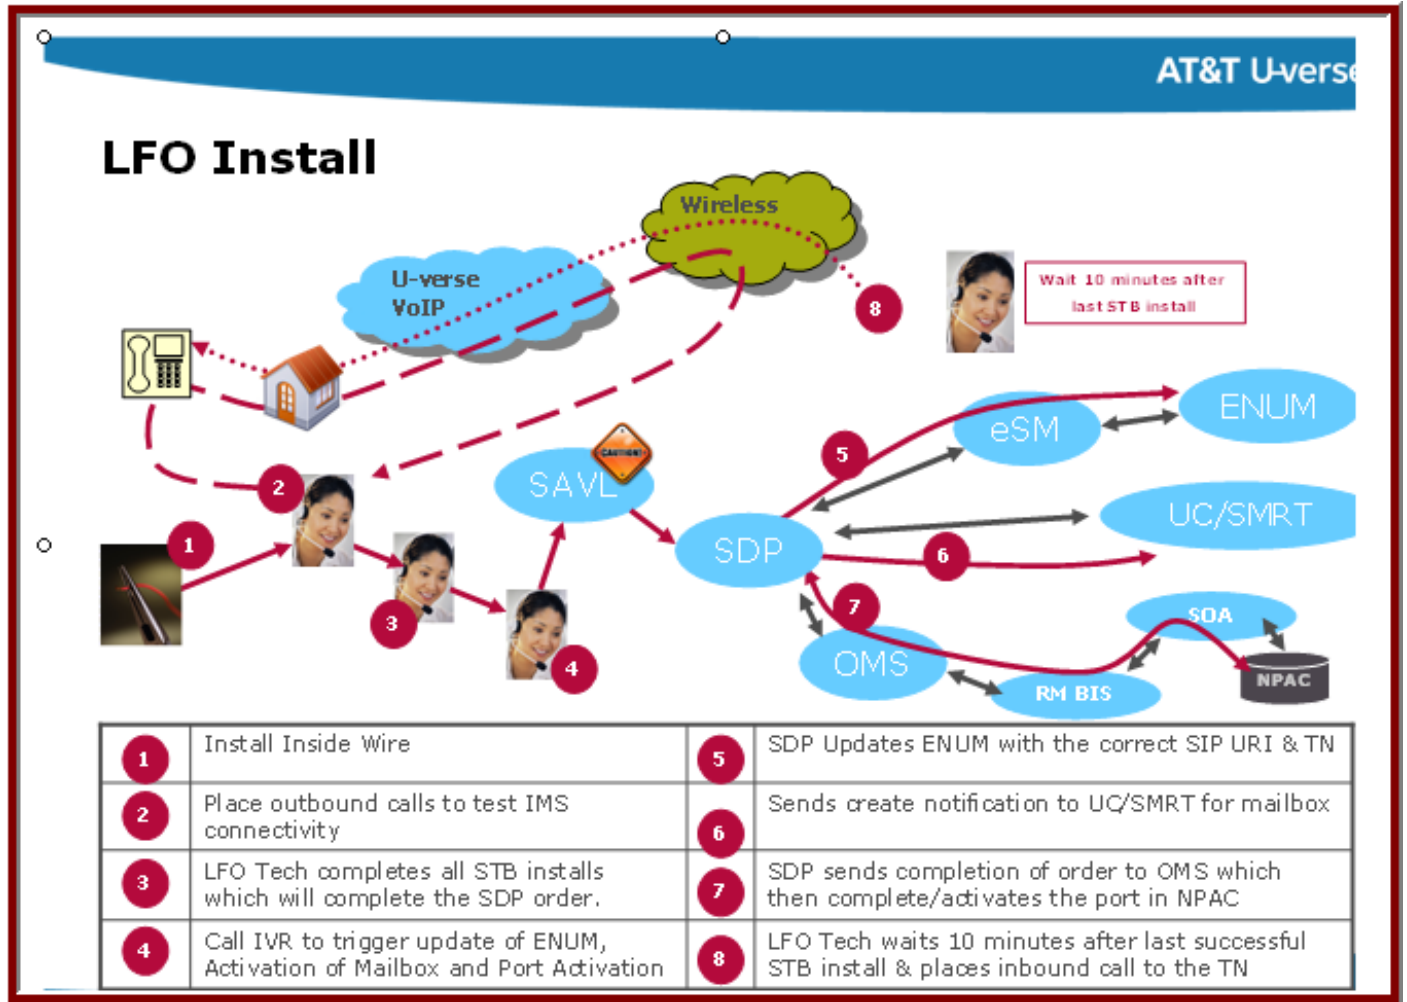 AT&T U-verse
LFO Install
Wireless
U-verse
VoIP
8
Wait 10 minutes after
last STB install
ENUM
eSM
CAUTION!
5
SAVL
2
UC/SMRT
SDP
1
6
7
3
SOA
4
OMS
RM BIS
NPAC
1
Install Inside Wire
5
SDP Updates ENUM with the correct SIP URI & TN
2
Place outbound calls to test IMS
connectivity
6
Sends create notification to UC/SMRT for mailbox
3
LFO Tech completes all STB installs
which will complete the SDP order.
7
SDP sends completion of order to OMS which
then complete/activates the port in NPAC
4
Call IVR to trigger update of ENUM,
Activation of Mailbox and Port Activation
8
LFO Tech waits 10 minutes after last successful
STB install & places inbound call to the TN